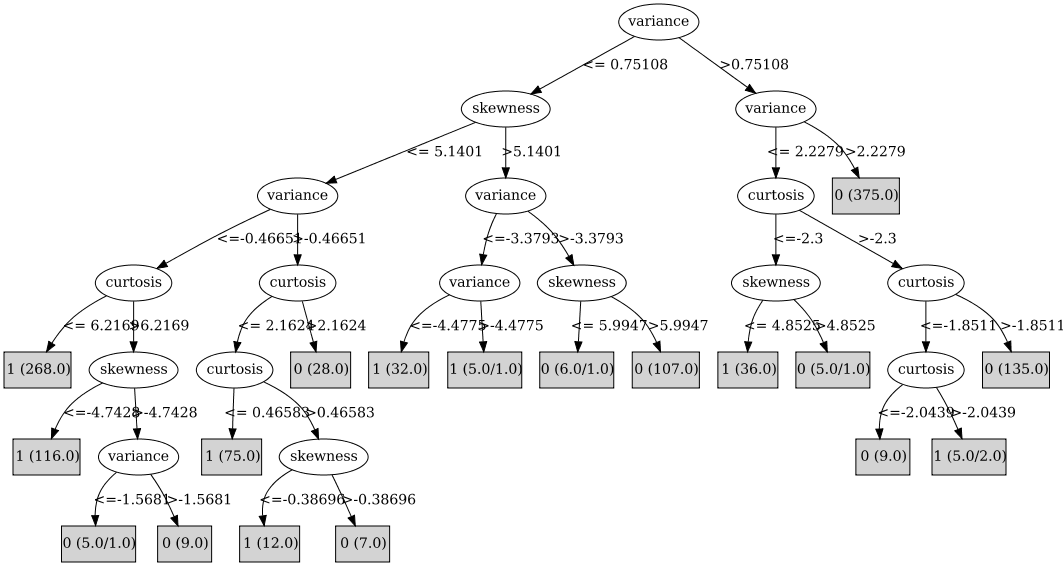 variance
<= 0.75108 >0.75108
skewness variance
<= 5.1401 >5.1401 <= 2.2279 >2.2279
variance variance curtosis 0 (375.0)
<=-0.46651 >-0.46651 <=-3.3793 >-3.3793 <=-2.3 >-2.3
curtosis curtosis variance skewness skewness curtosis
<= 6.2169 >6.2169 <= 2.1624 >2.1624 <=-4.4775 >-4.4775 <= 5.9947 >5.9947 <= 4.8525 >4.8525 <=-1.8511 >-1.8511
1 (268.0) skewness curtosis 0 (28.0) 1 (32.0) 1 (5.0/1.0) 0 (6.0/1.0) 0 (107.0) 1 (36.0) 0 (5.0/1.0) curtosis 0 (135.0)
<=-4.7428 >-4.7428 <= 0.46583 >0.46583 <=-2.0439 >-2.0439
1 (116.0) variance 1 (75.0) skewness 0 (9.0) 1 (5.0/2.0)
<=-1.5681 >-1.5681 <=-0.38696 >-0.38696
0 (5.0/1.0) 0 (9.0) 1 (12.0) 0 (7.0)